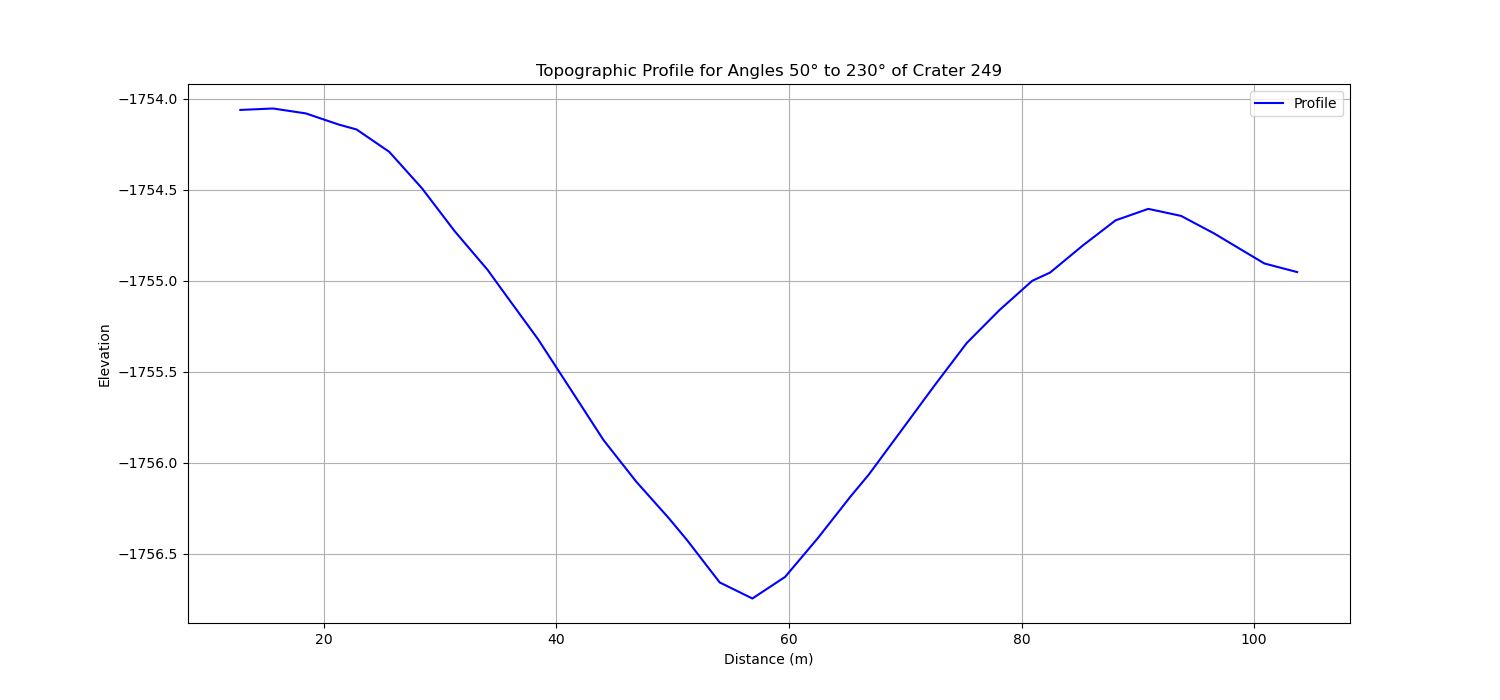 Topographic Profile for Angles 50° to 230° of Crater 249
Profile
−1754.0
−1754.5
−1755.0
−1755.5
−1756.0
−1756.5
Elevation
20 40 60 80 100
Distance (m)